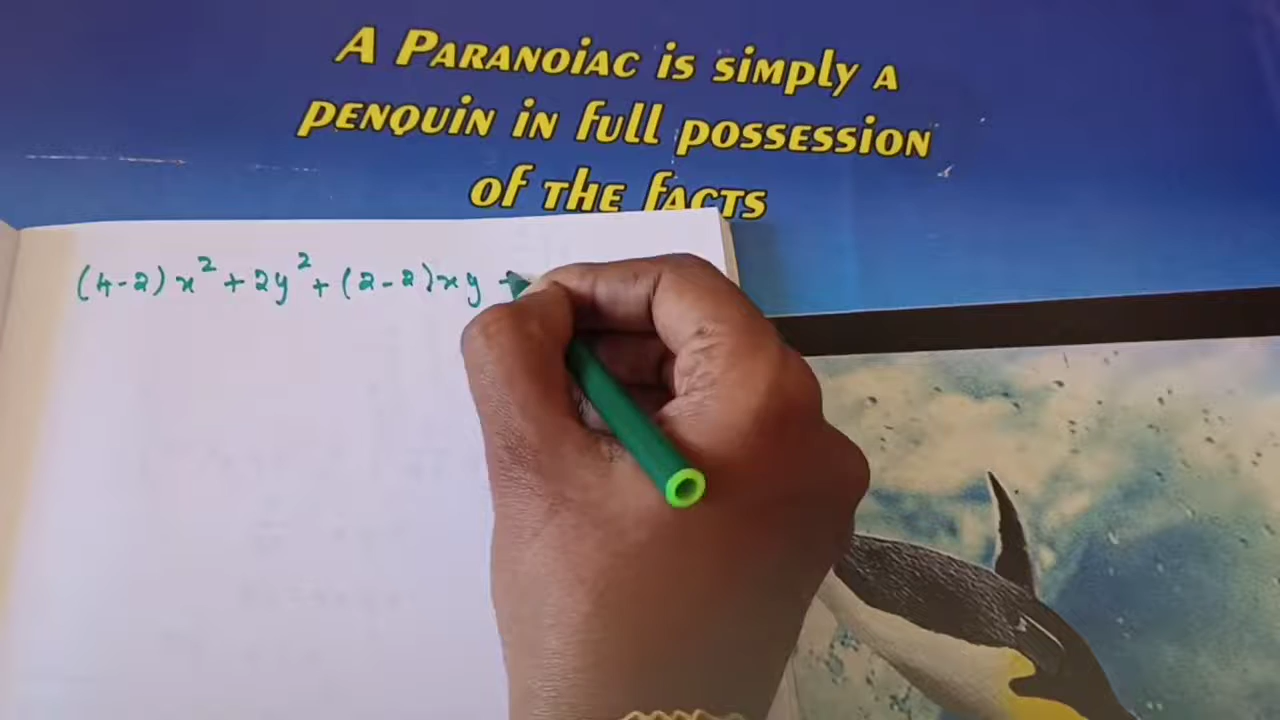 A PARANOiAC iS SiMPly A
PENQUiN iN full POSSESSiON
Of THE fACTS
(4-2)x² + 2y² + (2-2)xy